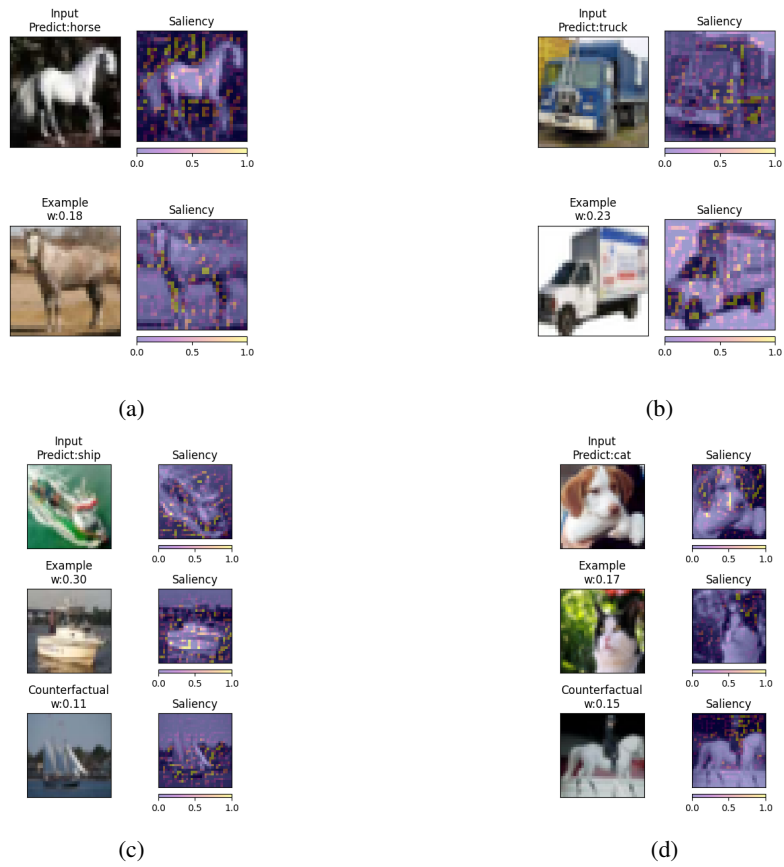 Input
Predict:horse
Saliency
0.0 0.5 1.0
Example
w:0.18
Saliency
0.0 0.5 1.0
(a)
Input
Predict:truck
Saliency
0.0 0.5 1.0
Example
w:0.23
Saliency
0.0 0.5 1.0
(b)
Input
Predict:ship
Saliency
0.0 0.5 1.0
Example
w:0.30
Saliency
0.0 0.5 1.0
Counterfactual
w:0.11
Saliency
0.0 0.5 1.0
(c)
Input
Predict:cat
Saliency
0.0 0.5 1.0
Example
w:0.17
Saliency
0.0 0.5 1.0
Counterfactual
w:0.15
Saliency
0.0 0.5 1.0
(d)